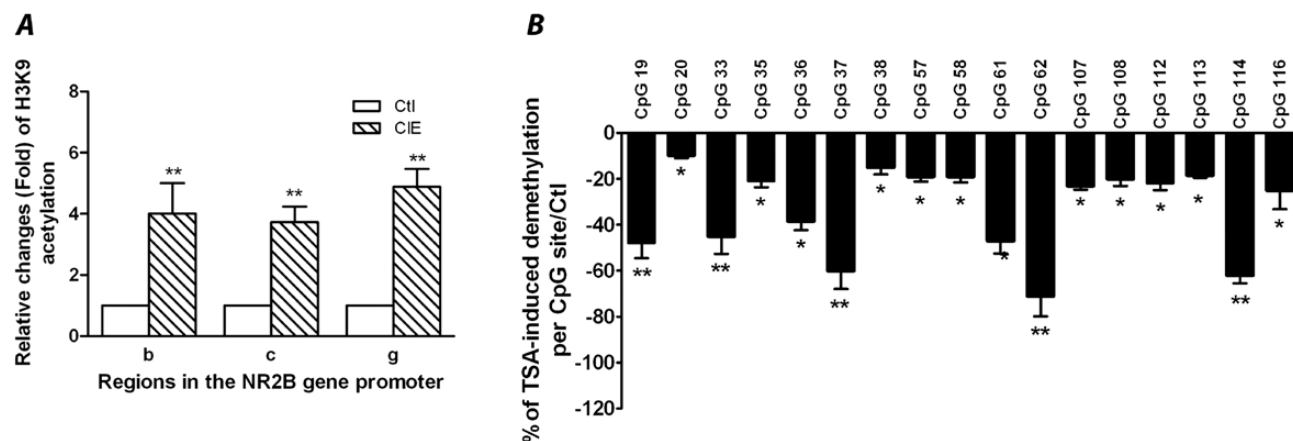 A
Relative changes (Fold) of H3K9
acetylation
8
6
4
2
0
Ctl
CIE
**
**
**
b
c
g
Regions in the NR2B gene promoter
B
% of TSA-induced demethylation
per CpG site/Ctl
CpG 19
CpG 20
CpG 33
CpG 35
CpG 36
CpG 37
CpG 38
CpG 57
CpG 58
CpG 61
CpG 62
CpG 107
CpG 108
CpG 112
CpG 113
CpG 114
CpG 116
0
-20
-40
-60
-80
-100
-120
**
*
**
*
*
**
*
*
*
*
**
*
*
*
*
**
*